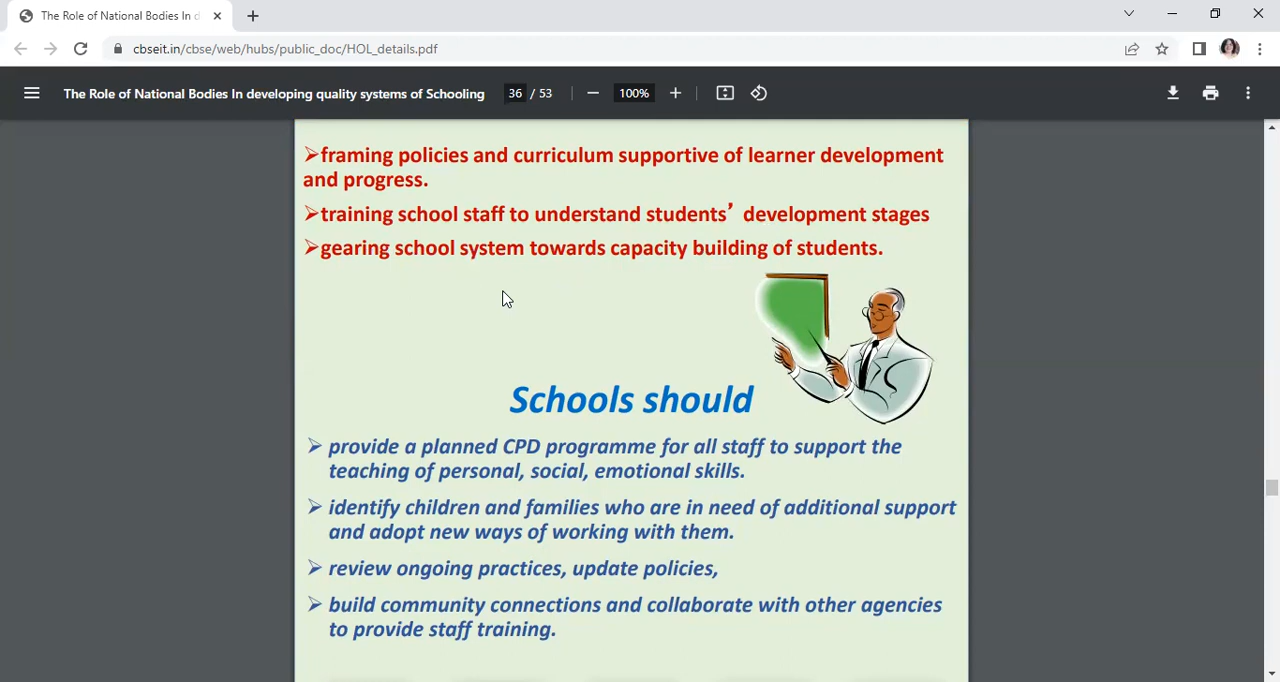 The Role of National Bodies In d
cbseit.in/cbse/web/hubs/public_doc/HOL_details.pdf
The Role of National Bodies In developing quality systems of Schooling 36 / 53 100%
➢framing policies and curriculum supportive of learner development
and progress.
➢training school staff to understand students’ development stages
➢gearing school system towards capacity building of students.
Schools should
➢ provide a planned CPD programme for all staff to support the
teaching of personal, social, emotional skills.
➢ identify children and families who are in need of additional support
and adopt new ways of working with them.
➢ review ongoing practices, update policies,
➢ build community connections and collaborate with other agencies
to provide staff training.